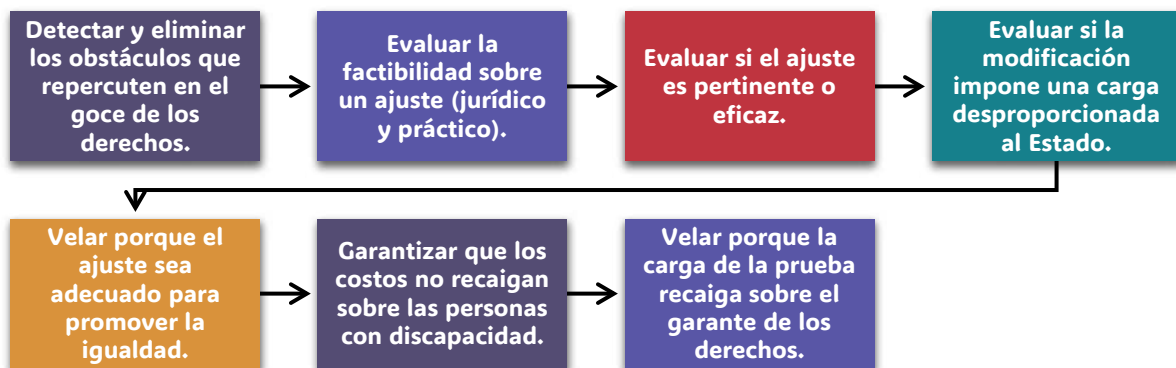 Detectar y eliminar
los obstáculos que
repercuten en el
goce de los
derechos.
Evaluar la
factibilidad sobre
un ajuste (jurídico
y práctico).
Evaluar si el ajuste
es pertinente o
eficaz.
Evaluar si la
modificación
impone una carga
desproporcionada
al Estado.
Velar porque el
ajuste sea
adecuado para
promover la
igualdad.
Garantizar que los
costos no recaigan
sobre las personas
con discapacidad.
Velar porque la
carga de la prueba
recaiga sobre el
garante de los
derechos.